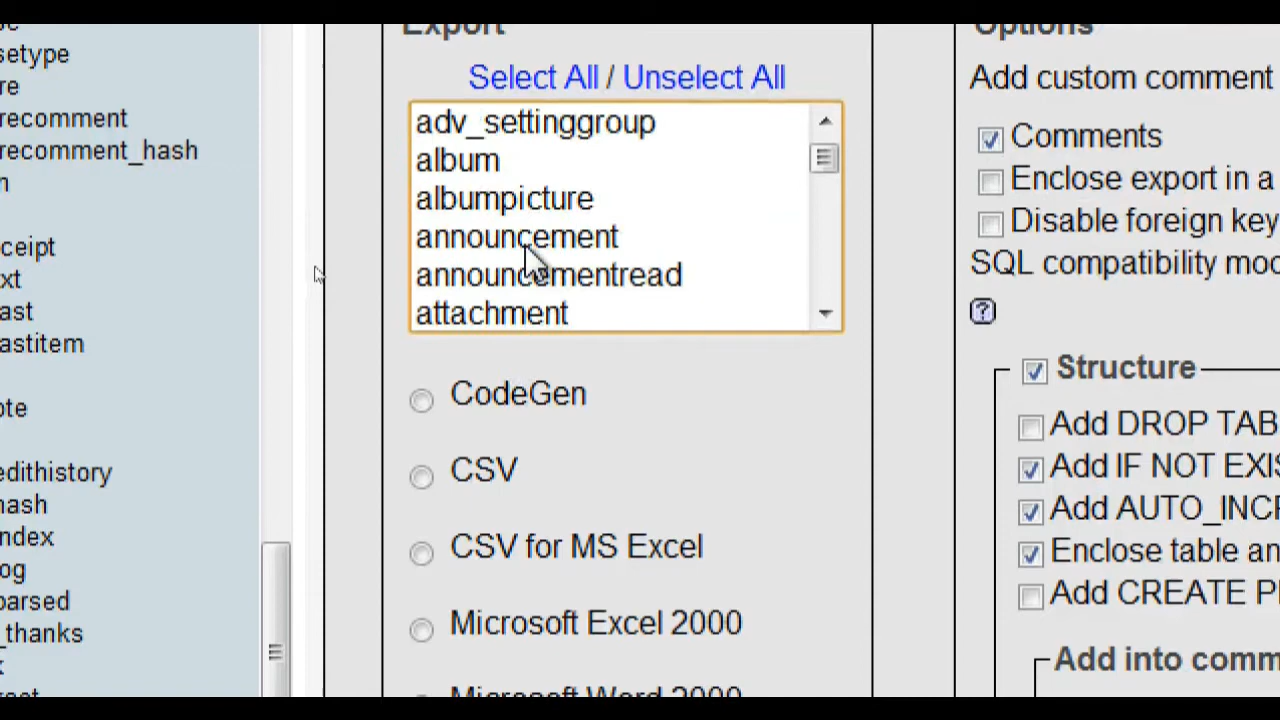 setype
re
recomment
recomment_hash
n
ceipt
xt
ast
astitem
ote
edithistory
hash
ndex
og
parsed
_thanks
x
Export
Select All / Unselect All
adv_settinggroup
album
albumpicture
announcement
announcementread
attachment
CodeGen
CSV
CSV for MS Excel
Microsoft Excel 2000
Microsoft Word 2000
Options
Add custom comment
Comments
Enclose export in a
Disable foreign key
SQL compatibility mod
?
Structure
Add DROP TAB
Add IF NOT EXIS
Add AUTO_INCR
Enclose table an
Add CREATE P
Add into comm